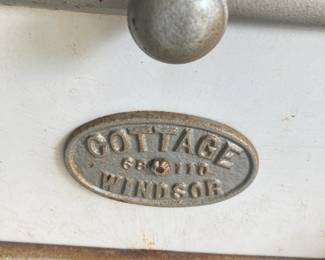 COTTAGE
68 110
WINDSOR